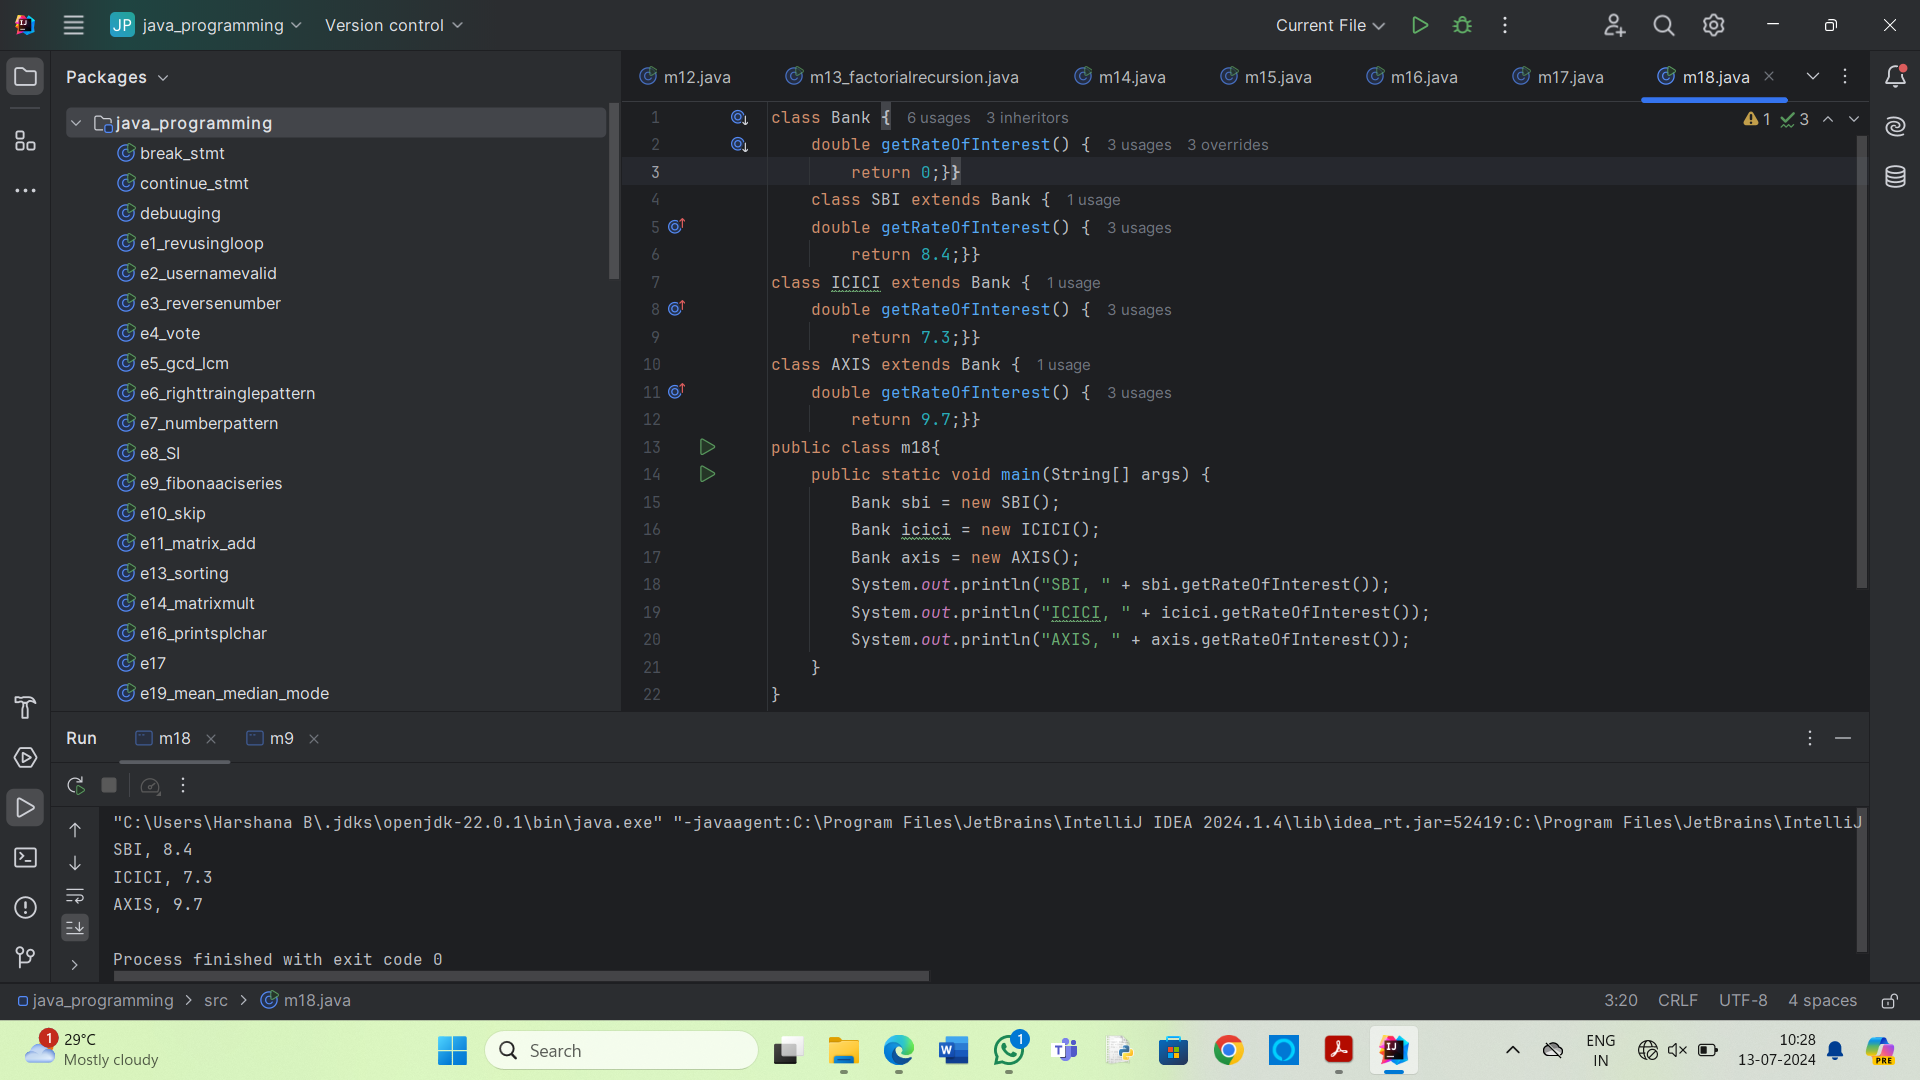 JP java_programming Version control Current File
Packages
m12.java m13_factorialrecursion.java m14.java m15.java m16.java m17.java m18.java
java_programming
break_stmt
continue_stmt
debuuging
e1_revusingloop
e2_usernamevalid
e3_reversenumber
e4_vote
e5_gcd_lcm
e6_righttrainglepattern
e7_numberpattern
e8_SI
e9_fibonaaciseries
e10_skip
e11_matrix_add
e13_sorting
e14_matrixmult
e16_printsplchar
e17
e19_mean_median_mode
1 class Bank { 6 usages 3 inheritors 1 3
2 double getRateOfInterest() { 3 usages 3 overrides
3 return 0;}}
4 class SBI extends Bank { 1 usage
5 double getRateOfInterest() { 3 usages
6 return 8.4;}}
7 class ICICI extends Bank { 1 usage
8 double getRateOfInterest() { 3 usages
9 return 7.3;}}
10 class AXIS extends Bank { 1 usage
11 double getRateOfInterest() { 3 usages
12 return 9.7;}}
13 public class m18{
14 public static void main(String[] args) {
15 Bank sbi = new SBI();
16 Bank icici = new ICICI();
17 Bank axis = new AXIS();
18 System.out.println("SBI, " + sbi.getRateOfInterest());
19 System.out.println("ICICI, " + icici.getRateOfInterest());
20 System.out.println("AXIS, " + axis.getRateOfInterest());
21 }
22 }
Run m18 m9
"C:\Users\Harshana B\.jdks\openjdk-22.0.1\bin\java.exe" "-javaagent:C:\Program Files\JetBrains\IntelliJ IDEA 2024.1.4\lib\idea_rt.jar=52419:C:\Program Files\JetBrains\IntelliJ
SBI, 8.4
ICICI, 7.3
AXIS, 9.7
Process finished with exit code 0
java_programming > src > m18.java 3:20 CRLF UTF-8 4 spaces
1 29°C
Mostly cloudy
Search
1
ENG
IN
10:28
13-07-2024
PRE